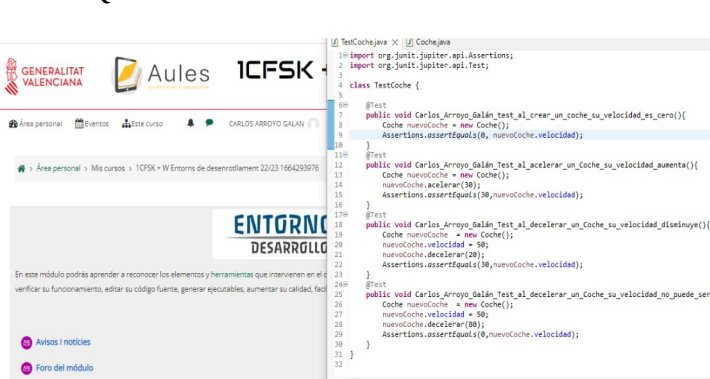 GENERALITAT
VALENCIANA
Aules
1CFSK +
Área personal Eventos Este curso CARLOS ARROYO GALAN
> Área personal > Mis cursos > 1CFSK + W Entorns de desenrotllament 22/23 1664293976
ENTORNO
DESARROLLO
En este módulo podrás aprender a reconocer los elementos y herramientas que intervienen en el d
verificar su funcionamiento, editar su código fuente, generar ejecutables, aumentar su calidad, facil
Avisos i notícies
Foro del módulo
TestCoche.java Coche.java
1 import org.junit.jupiter.api.Assertions;
2 import org.junit.jupiter.api.Test;
3
4 class TestCoche {
5
6 @Test
7 public void Carlos_Arroyo_Galán_test_al_crear_un_coche_su_velocidad_es_cero(){
8 Coche nuevoCoche = new Coche();
9 Assertions.assertEquals(0, nuevoCoche.velocidad);
10 }
11 @Test
12 public void Carlos_Arroyo_Galán_Test_al_acelerar_un_Coche_su_velocidad_aumenta(){
13 Coche nuevoCoche = new Coche();
14 nuevoCoche.acelerar(30);
15 Assertions.assertEquals(30,nuevoCoche.velocidad);
16 }
17 @Test
18 public void Carlos_Arroyo_Galán_Test_al_decelerar_un_Coche_su_velocidad_disminuye(){
19 Coche nuevoCoche = new Coche();
20 nuevoCoche.velocidad = 50;
21 nuevoCoche.decelerar(20);
22 Assertions.assertEquals(30,nuevoCoche.velocidad);
23 }
24 @Test
25 public void Carlos_Arroyo_Galán_Test_al_decelerar_un_Coche_su_velocidad_no_puede_ser
26 Coche nuevoCoche = new Coche();
27 nuevoCoche.velocidad = 50;
28 nuevoCoche.decelerar(80);
29 Assertions.assertEquals(0,nuevoCoche.velocidad);
30 }
31 }
32